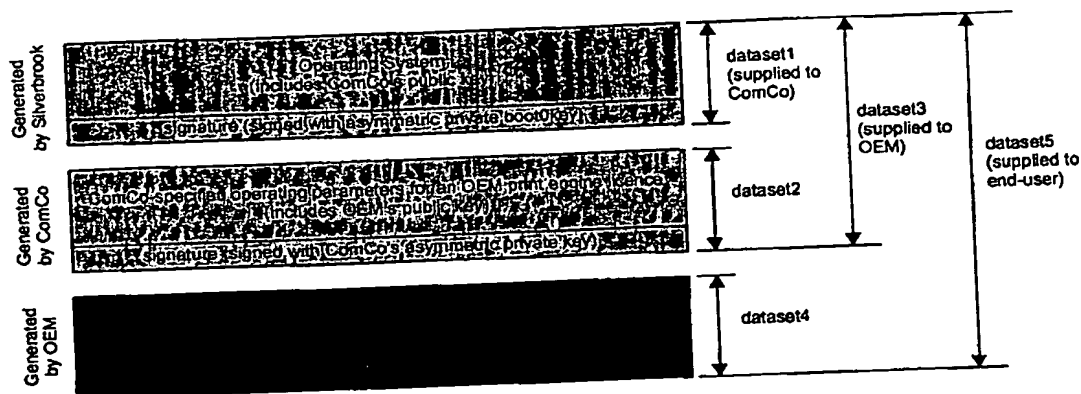 Generated
by Silverbrook
Operating System
(includes ComCo's public key)
signature (signed with asymmetric private boot0key)
Generated
by ComCo
ComCo-specified operating parameters for an OEM print engine licence
(includes OEM's public key)
signature (signed with ComCo's asymmetric private key)
Generated
by OEM
dataset1
(supplied to
ComCo)
dataset2
dataset3
(supplied to
OEM)
dataset4
dataset5
(supplied to
end-user)